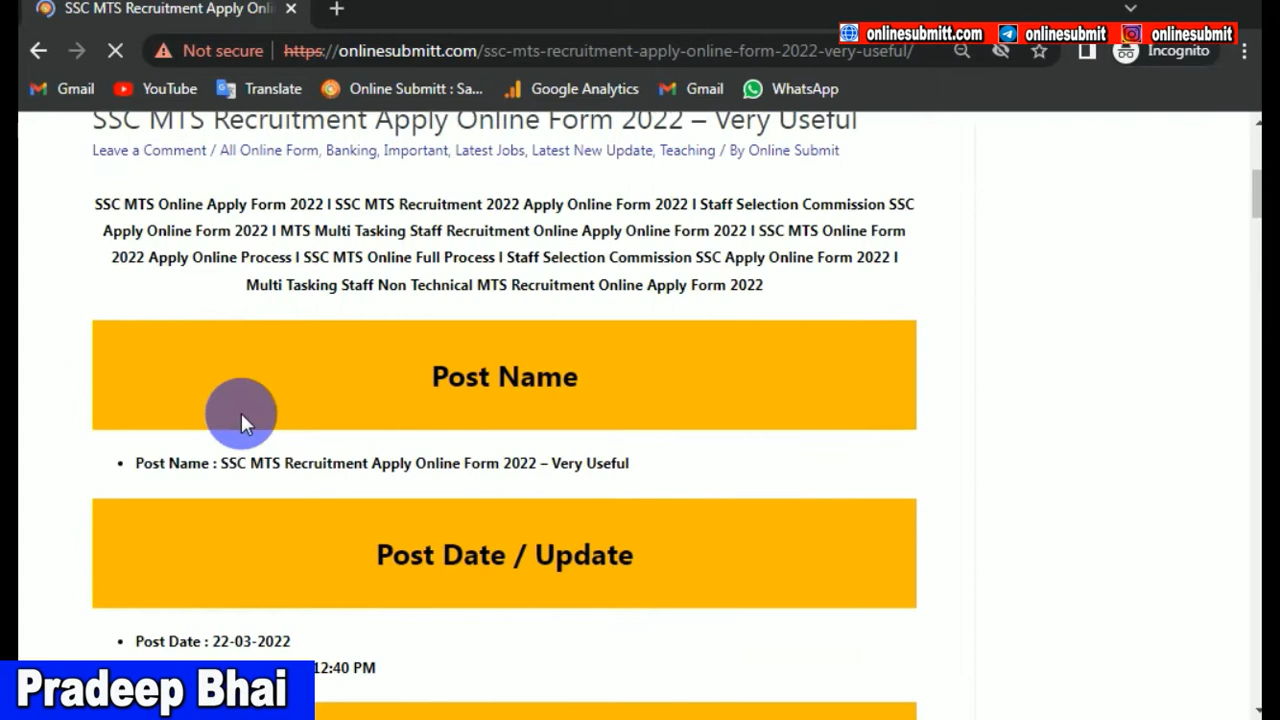 SSC MTS Recruitment Apply Onli
onlinesubmitt.com onlinesubmit onlinesubmit
Not secure https://onlinesubmitt.com/ssc-mts-recruitment-apply-online-form-2022-very-useful/ Incognito
Gmail YouTube Translate Online Submitt : Sa... Google Analytics Gmail WhatsApp
SSC MTS Recruitment Apply Online Form 2022 – Very Useful
Leave a Comment / All Online Form, Banking, Important, Latest Jobs, Latest New Update, Teaching / By Online Submit
SSC MTS Online Apply Form 2022 l SSC MTS Recruitment 2022 Apply Online Form 2022 l Staff Selection Commission SSC
Apply Online Form 2022 l MTS Multi Tasking Staff Recruitment Online Apply Online Form 2022 l SSC MTS Online Form
2022 Apply Online Process l SSC MTS Online Full Process l Staff Selection Commission SSC Apply Online Form 2022 l
Multi Tasking Staff Non Technical MTS Recruitment Online Apply Form 2022
Post Name
• Post Name : SSC MTS Recruitment Apply Online Form 2022 – Very Useful
Post Date / Update
• Post Date : 22-03-2022
12:40 PM
Pradeep Bhai